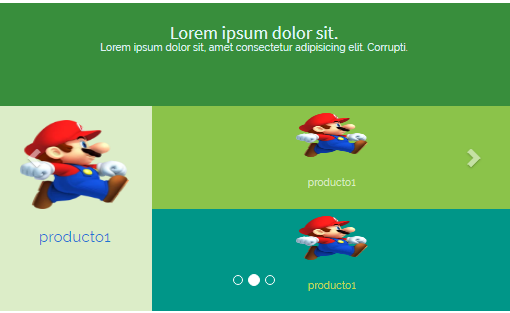 Lorem ipsum dolor sit.
Lorem ipsum dolor sit, amet consectetur adipisicing elit. Corrupti.
producto1
producto1
producto1